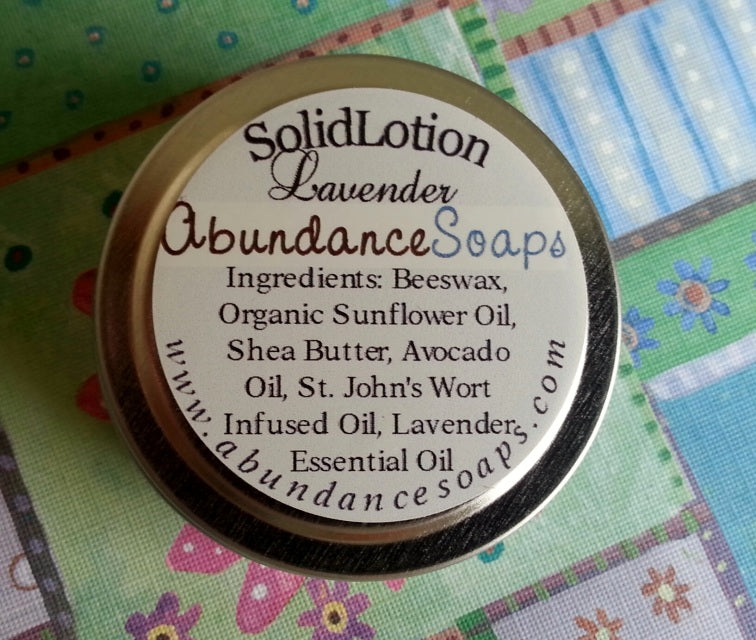 SolidLotion
Lavender
AbundanceSoaps
Ingredients: Beeswax,
Organic Sunflower Oil,
Shea Butter, Avocado
Oil, St. John's Wort
Infused Oil, Lavender
Essential Oil
www.abundancesoaps.com